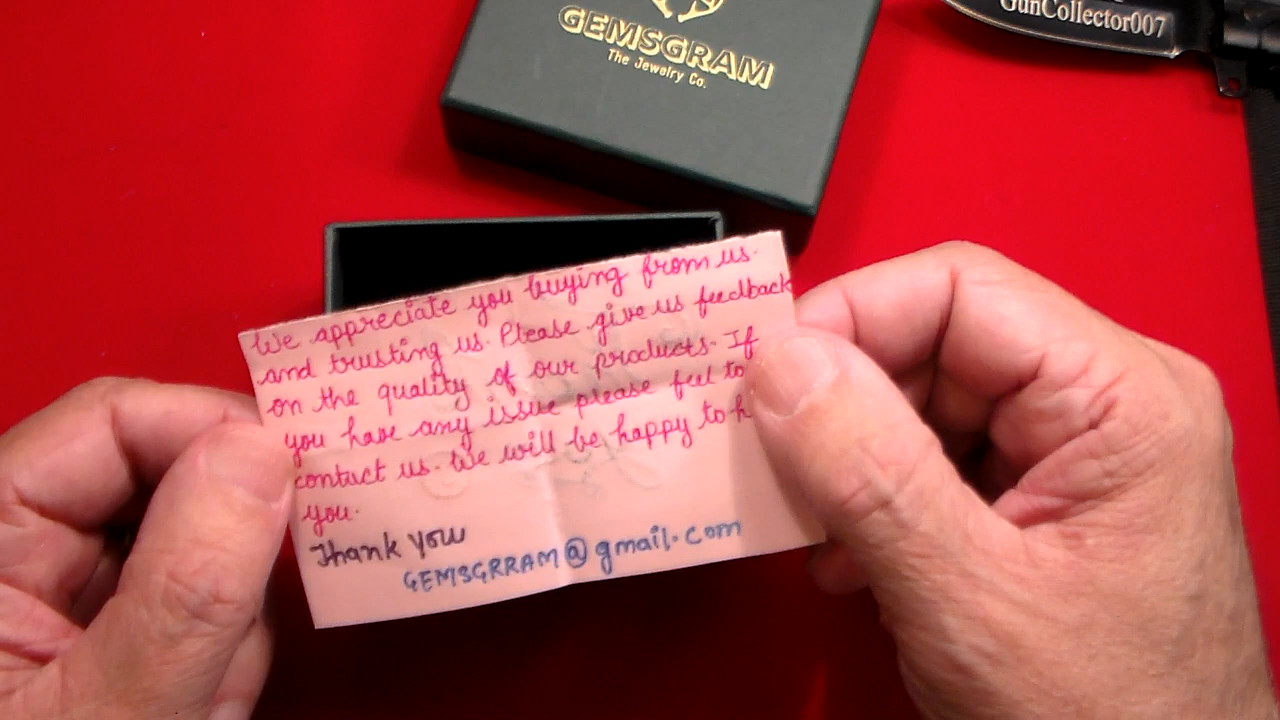 GunCollector007
GEMSGRAM
The Jewelry Co.
We appreciate you buying from us.
and trusting us. Please give us feedback
on the quality of our products. If
you have any issue please feel to
contact us. We will be happy to h
you.
Thank you
GEMSGRRAM@gmail.com